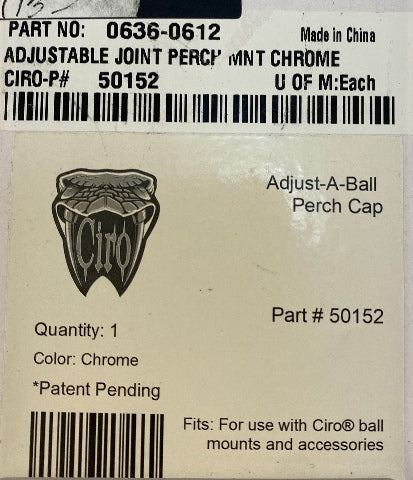 PART NO: 0636-0612
Made in China
ADJUSTABLE JOINT PERCH MNT CHROME
CIRO-P# 50152 U OF M:Each
Ciro
Adjust-A-Ball
Perch Cap
Part # 50152
Quantity: 1
Color: Chrome
*Patent Pending
Fits: For use with Ciro® ball
mounts and accessories